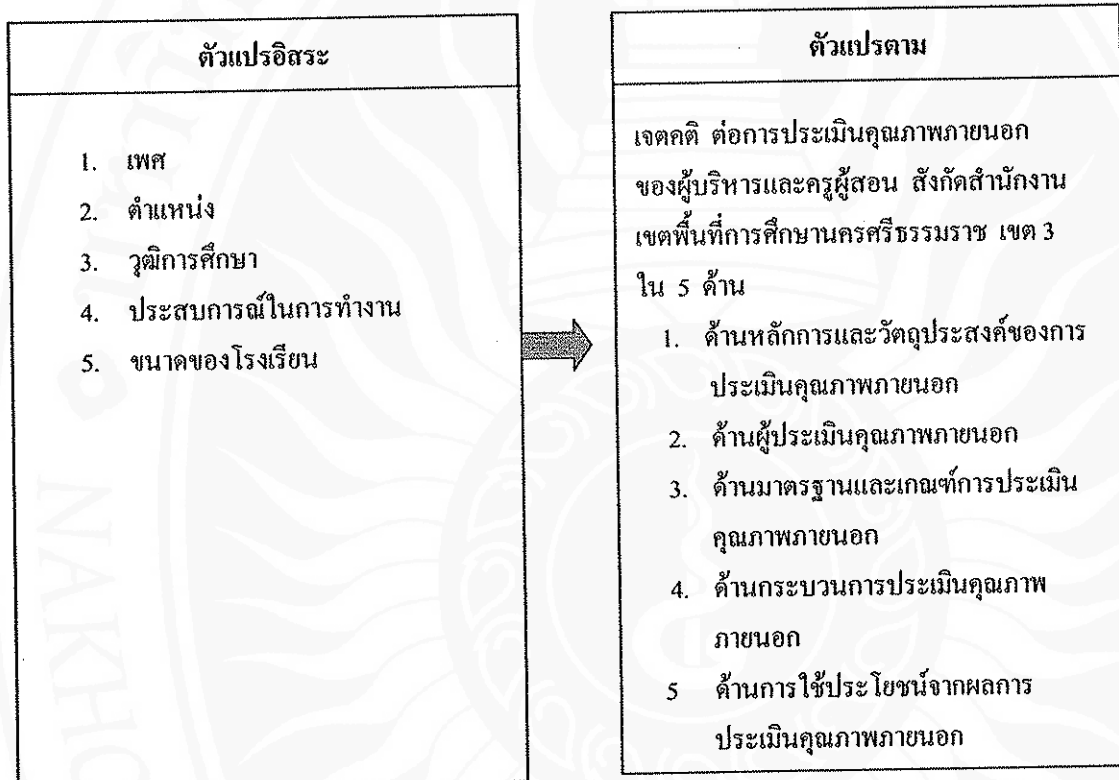 ตัวแปรอิสระ
1. เพศ
2. ตำแหน่ง
3. วุฒิการศึกษา
4. ประสบการณ์ในการทำงาน
5. ขนาดของโรงเรียน
ตัวแปรตาม
เจตคติ ต่อการประเมินคุณภาพภายนอก
ของผู้บริหารและครูผู้สอน สังกัดสำนักงาน
เขตพื้นที่การศึกษานครศรีธรรมราช เขต 3
ใน 5 ด้าน
1. ด้านหลักการและวัตถุประสงค์ของการ
ประเมินคุณภาพภายนอก
2. ด้านผู้ประเมินคุณภาพภายนอก
3. ด้านมาตรฐานและเกณฑ์การประเมิน
คุณภาพภายนอก
4. ด้านกระบวนการประเมินคุณภาพ
ภายนอก
5 ด้านการใช้ประโยชน์จากผลการ
ประเมินคุณภาพภายนอก
NAKHO